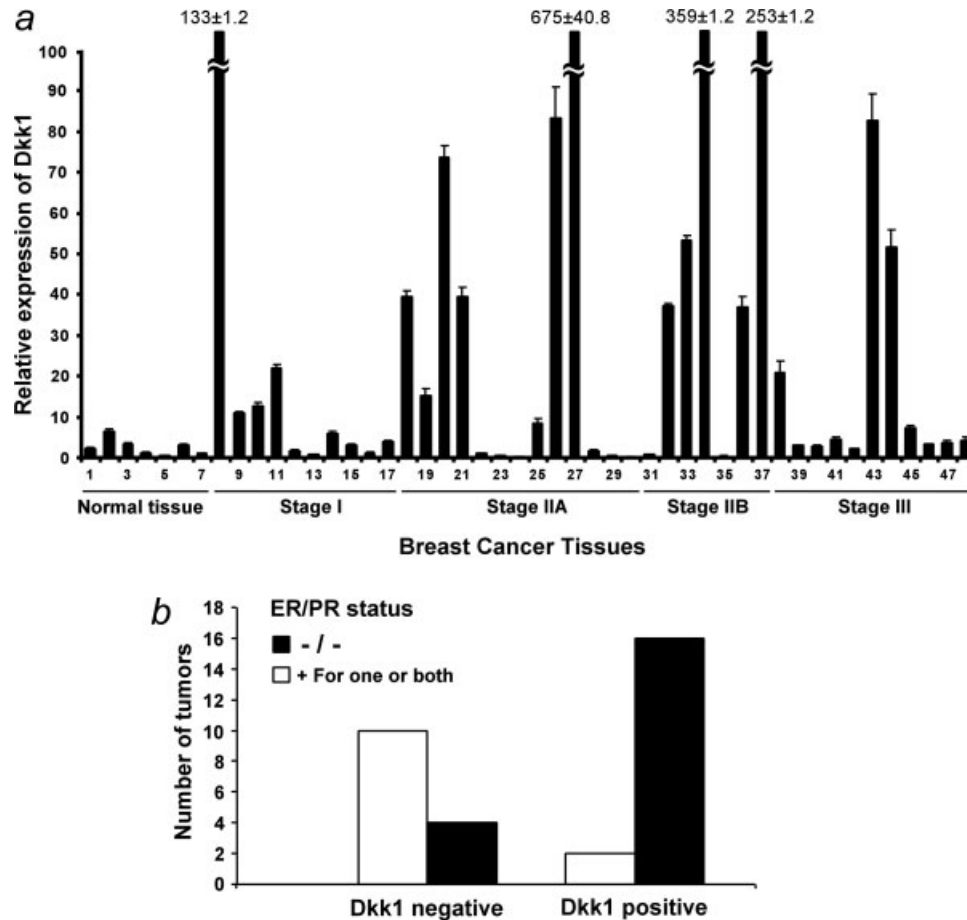 a
133±1.2 675±40.8 359±1.2 253±1.2
100
90
80
70
60
50
40
30
20
10
0
Relative expression of Dkk1
1 3 5 7 9 11 13 15 17 19 21 23 25 27 29 31 33 35 37 39 41 43 45 47
Normal tissue Stage I Stage IIA Stage IIB Stage III
Breast Cancer Tissues
b
18
16
14
12
10
8
6
4
2
0
Number of tumors
ER/PR status
- / -
+ For one or both
Dkk1 negative Dkk1 positive